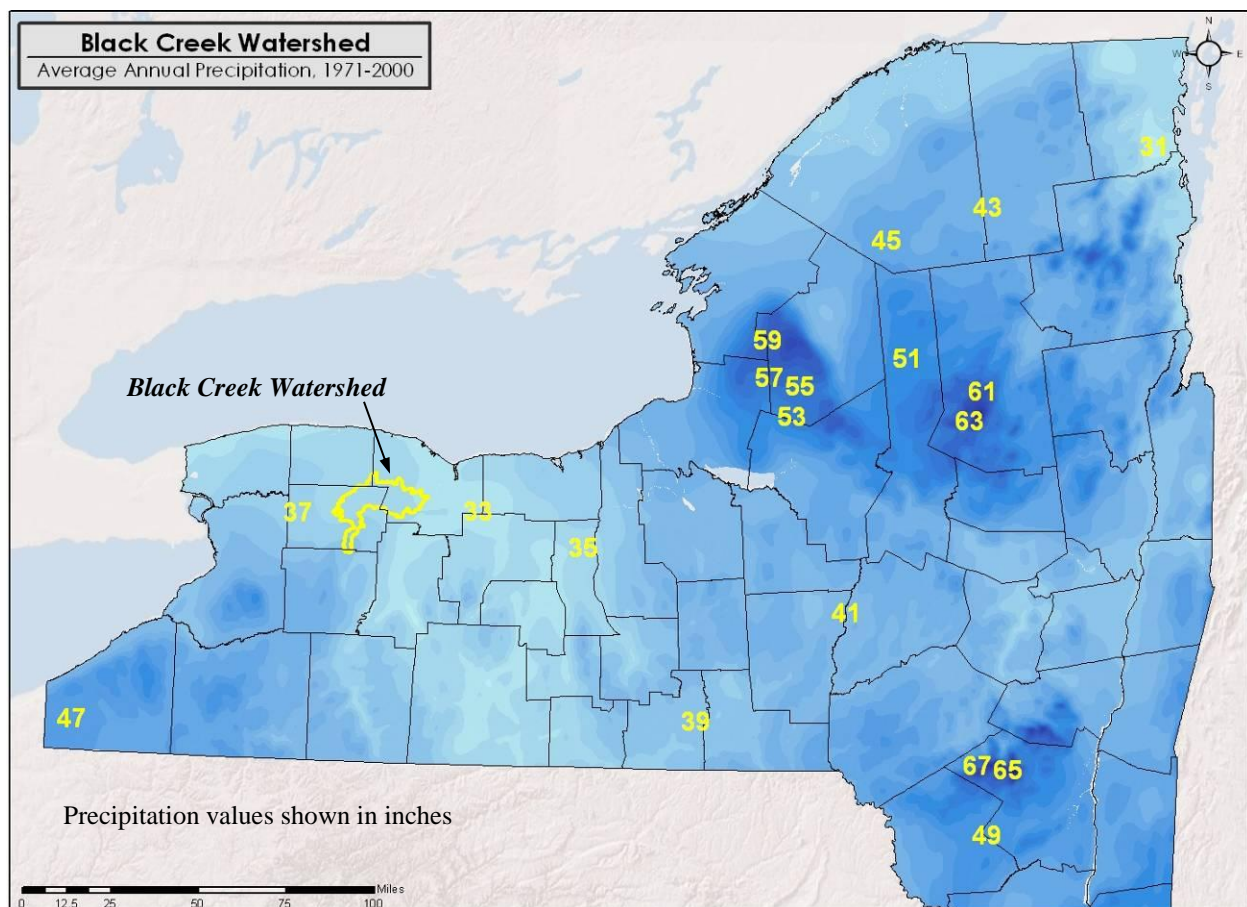 Black Creek Watershed
Average Annual Precipitation, 1971-2000
N
W E
S
31
43
45
59
51
57 55
61
53
63
Black Creek Watershed
37
33
35
41
47
39
67 65
Precipitation values shown in inches
49
Miles
0 12.5 25 50 75 100